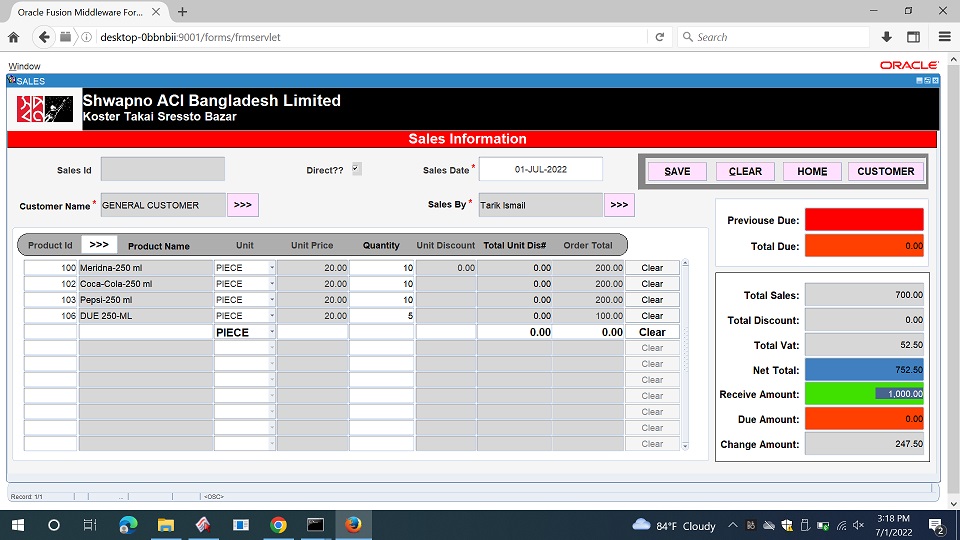 Oracle Fusion Middleware For...
desktop-0bbnbii:9001/forms/frmservlet
Search
Window
ORACLE
SALES
Shwapno ACI Bangladesh Limited
Koster Takai Sressto Bazar
Sales Information
Sales Id Direct?? Sales Date * 01-JUL-2022 SAVE CLEAR HOME CUSTOMER
Customer Name * GENERAL CUSTOMER >>> Sales By * Tarik Ismail >>>
Previouse Due:
Total Due: 0.00
Product Id >>> Product Name Unit Unit Price Quantity Unit Discount Total Unit Dis# Order Total
100 Meridna-250 ml PIECE 20.00 10 0.00 0.00 200.00 Clear
102 Coca-Cola-250 ml PIECE 20.00 10 0.00 200.00 Clear
103 Pepsi-250 ml PIECE 20.00 10 0.00 200.00 Clear
106 DUE 250-ML PIECE 20.00 5 0.00 100.00 Clear
PIECE 0.00 0.00 Clear
Clear
Clear
Clear
Clear
Clear
Clear
Clear
Total Sales: 700.00
Total Discount: 0.00
Total Vat: 52.50
Net Total: 752.50
Receive Amount: 1,000.00
Due Amount: 0.00
Change Amount: 247.50
Record: 1/1 ... <OSC>
84°F Cloudy
3:18 PM
7/1/2022
2